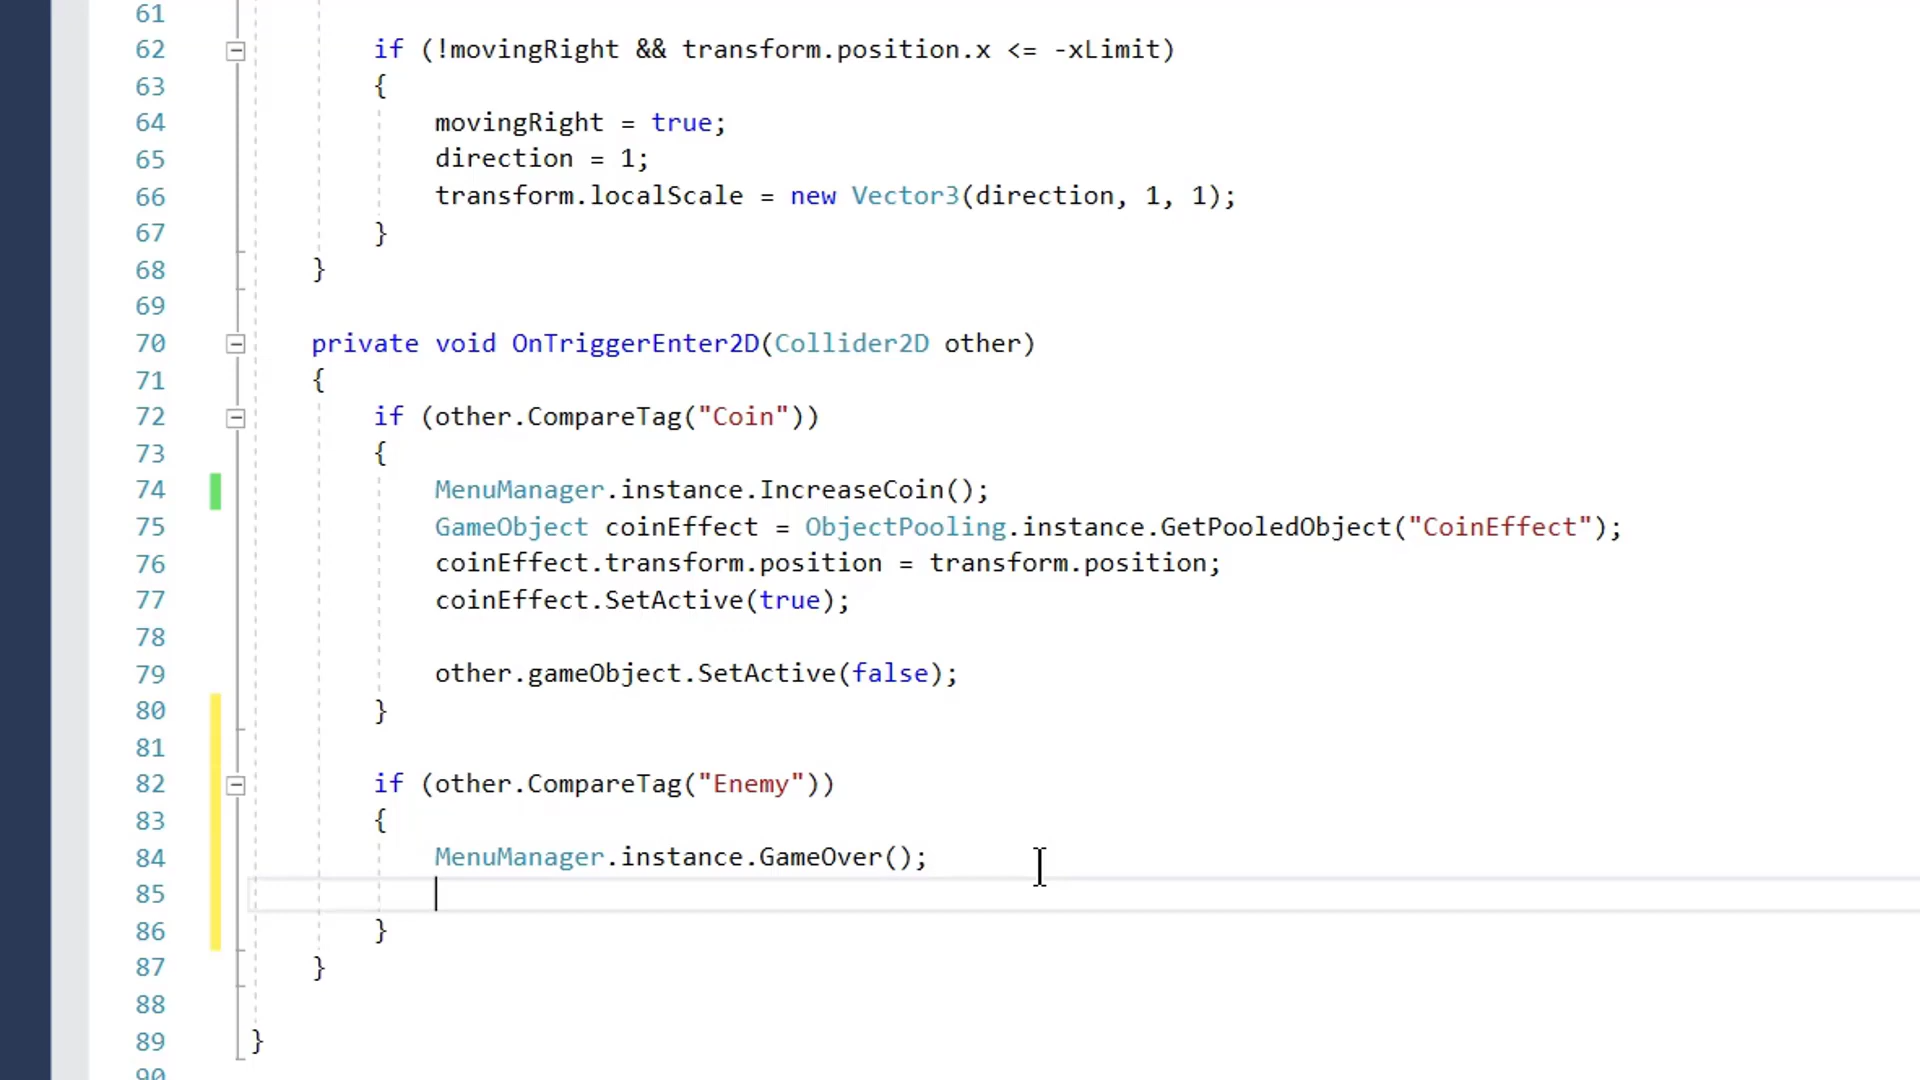 61
62 if (!movingRight && transform.position.x <= -xLimit)
63 {
64 movingRight = true;
65 direction = 1;
66 transform.localScale = new Vector3(direction, 1, 1);
67 }
68 }
69
70 private void OnTriggerEnter2D(Collider2D other)
71 {
72 if (other.CompareTag("Coin"))
73 {
74 MenuManager.instance.IncreaseCoin();
75 GameObject coinEffect = ObjectPooling.instance.GetPooledObject("CoinEffect");
76 coinEffect.transform.position = transform.position;
77 coinEffect.SetActive(true);
78
79 other.gameObject.SetActive(false);
80 }
81
82 if (other.CompareTag("Enemy"))
83 {
84 MenuManager.instance.GameOver();
85
86 }
87 }
88
89 }
90